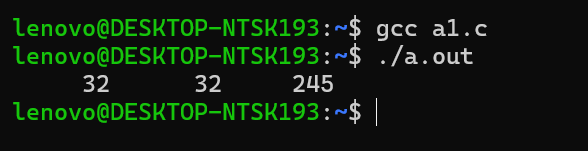 lenovo@DESKTOP-NTSK193:~$ gcc a1.c
lenovo@DESKTOP-NTSK193:~$ ./a.out
     32      32     245
lenovo@DESKTOP-NTSK193:~$